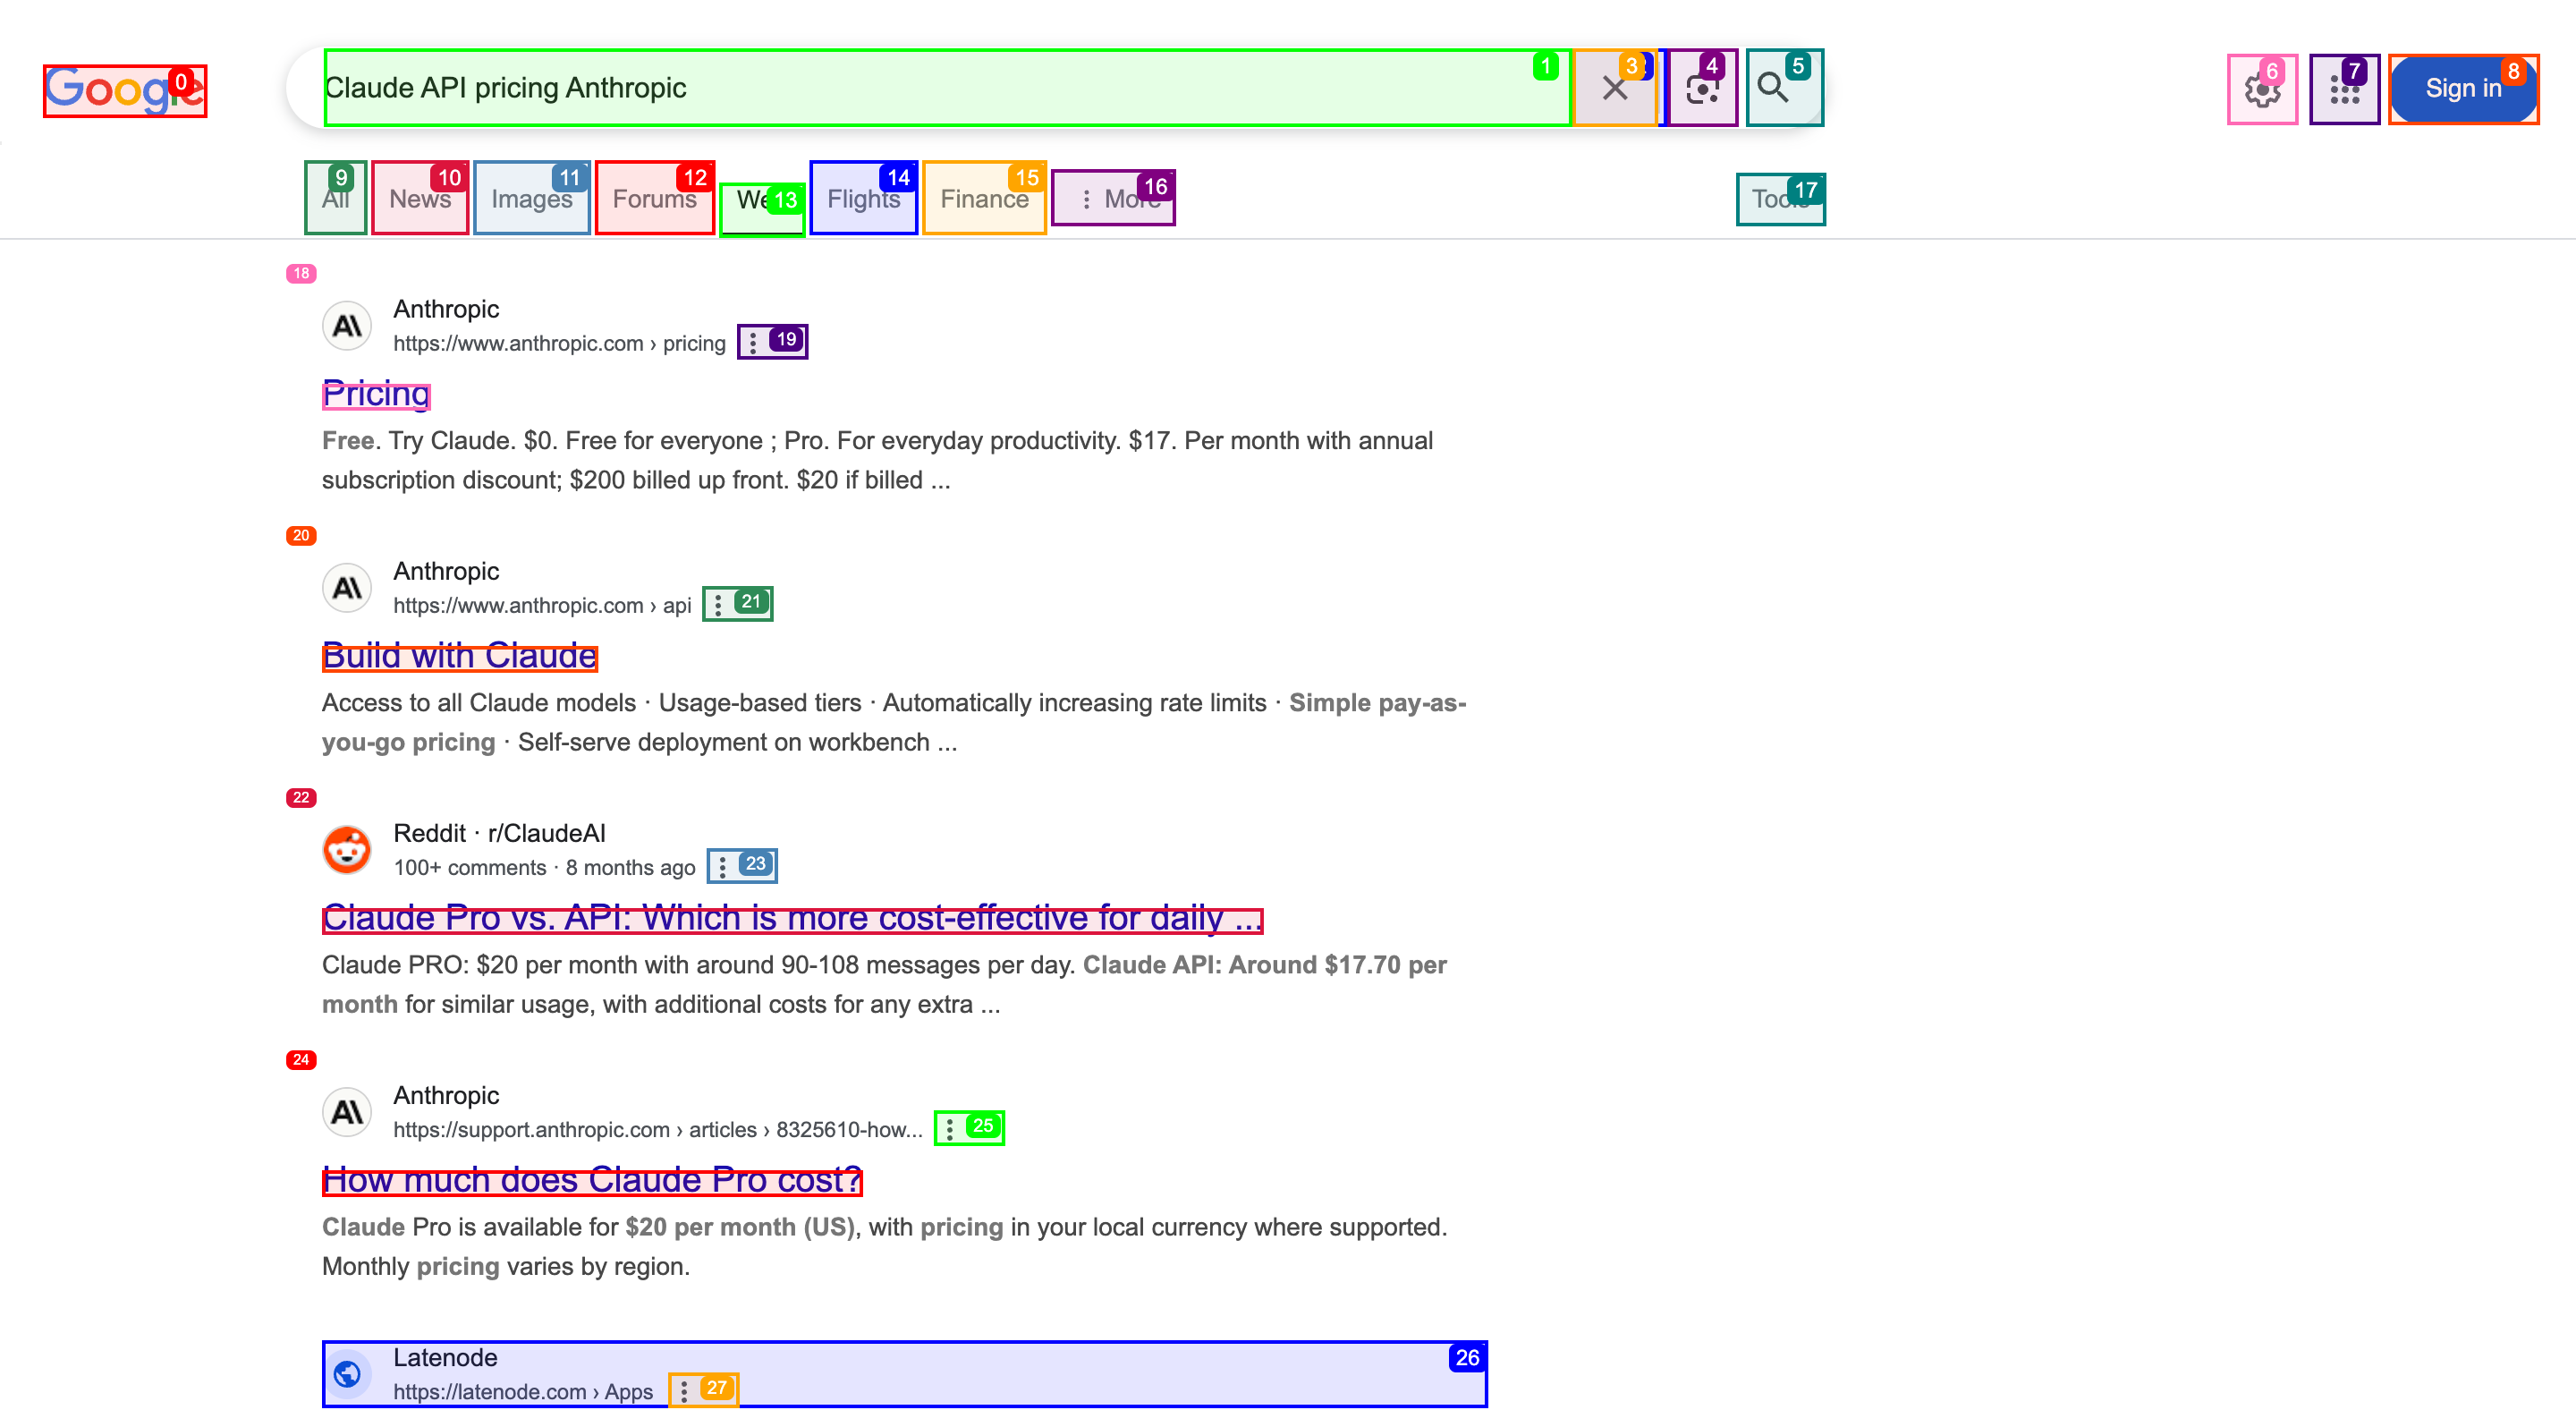 Google 0
Claude API pricing Anthropic 1 3 4 5
6 7 Sign in 8
All 9 News 10 Images 11 Forums 12 13 Flights 14 Finance 15 More 16 Tools 17
18
Anthropic
https://www.anthropic.com › pricing 19
Pricing
Free. Try Claude. $0. Free for everyone ; Pro. For everyday productivity. $17. Per month with annual
subscription discount; $200 billed up front. $20 if billed ...
20
Anthropic
https://www.anthropic.com › api 21
Build with Claude
Access to all Claude models · Usage-based tiers · Automatically increasing rate limits · Simple pay-as-
you-go pricing · Self-serve deployment on workbench ...
22
Reddit · r/ClaudeAI
100+ comments · 8 months ago 23
Claude Pro vs. API: Which is more cost-effective for daily ...
Claude PRO: $20 per month with around 90-108 messages per day. Claude API: Around $17.70 per
month for similar usage, with additional costs for any extra ...
24
Anthropic
https://support.anthropic.com › articles › 8325610-how... 25
How much does Claude Pro cost?
Claude Pro is available for $20 per month (US), with pricing in your local currency where supported.
Monthly pricing varies by region.
Latenode 26
https://latenode.com › Apps 27